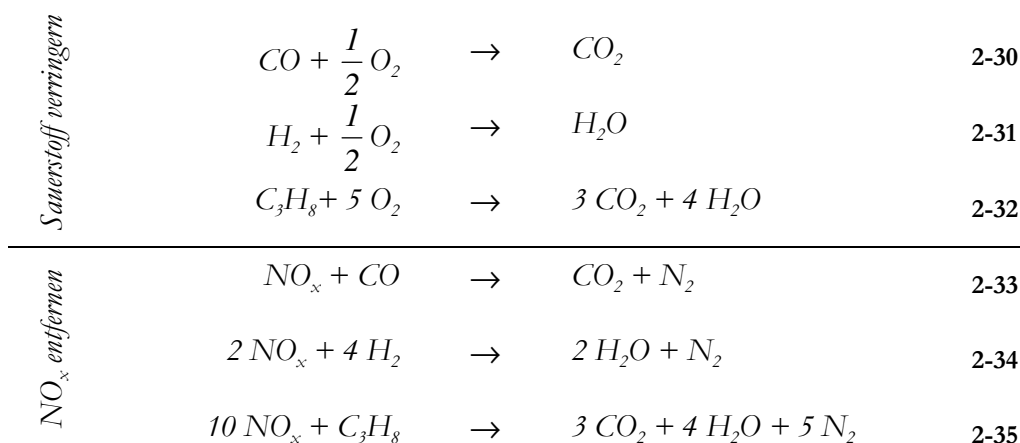 Sauerstoff verringern
CO + 1/2 O₂ → CO₂ 2-30
H₂ + 1/2 O₂ → H₂O 2-31
C₃H₈+ 5 O₂ → 3 CO₂ + 4 H₂O 2-32
NOₓ entfernen
NOₓ + CO → CO₂ + N₂ 2-33
2 NOₓ + 4 H₂ → 2 H₂O + N₂ 2-34
10 NOₓ + C₃H₈ → 3 CO₂ + 4 H₂O + 5 N₂ 2-35